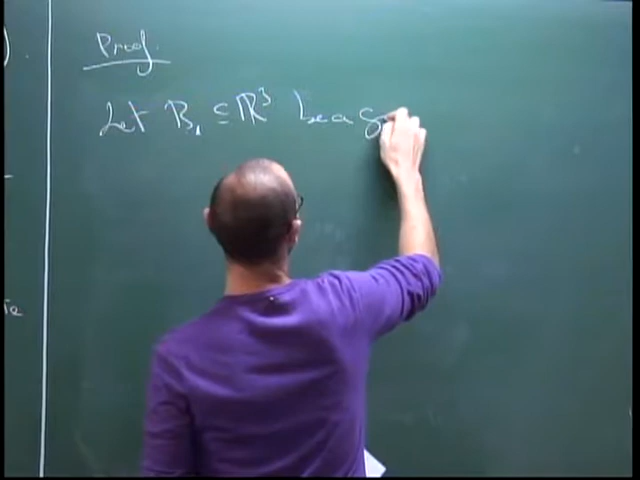 Proof.
Let B₁ ⊆ ℝ³ be a